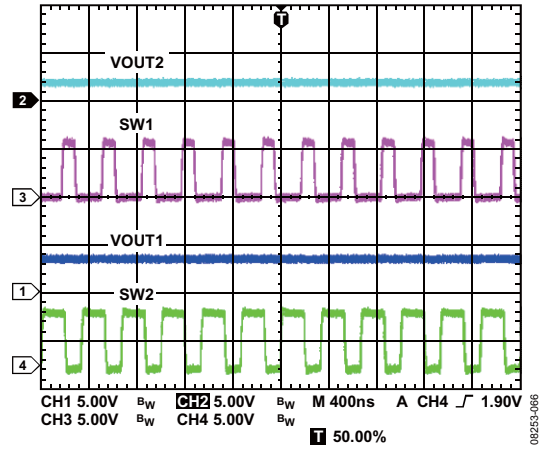 T
VOUT2
2
SW1
3
VOUT1
1
SW2
4
CH1 5.00V BW CH2 5.00V BW M 400ns A CH4 1.90V
CH3 5.00V BW CH4 5.00V BW
T 50.00%
08253-066